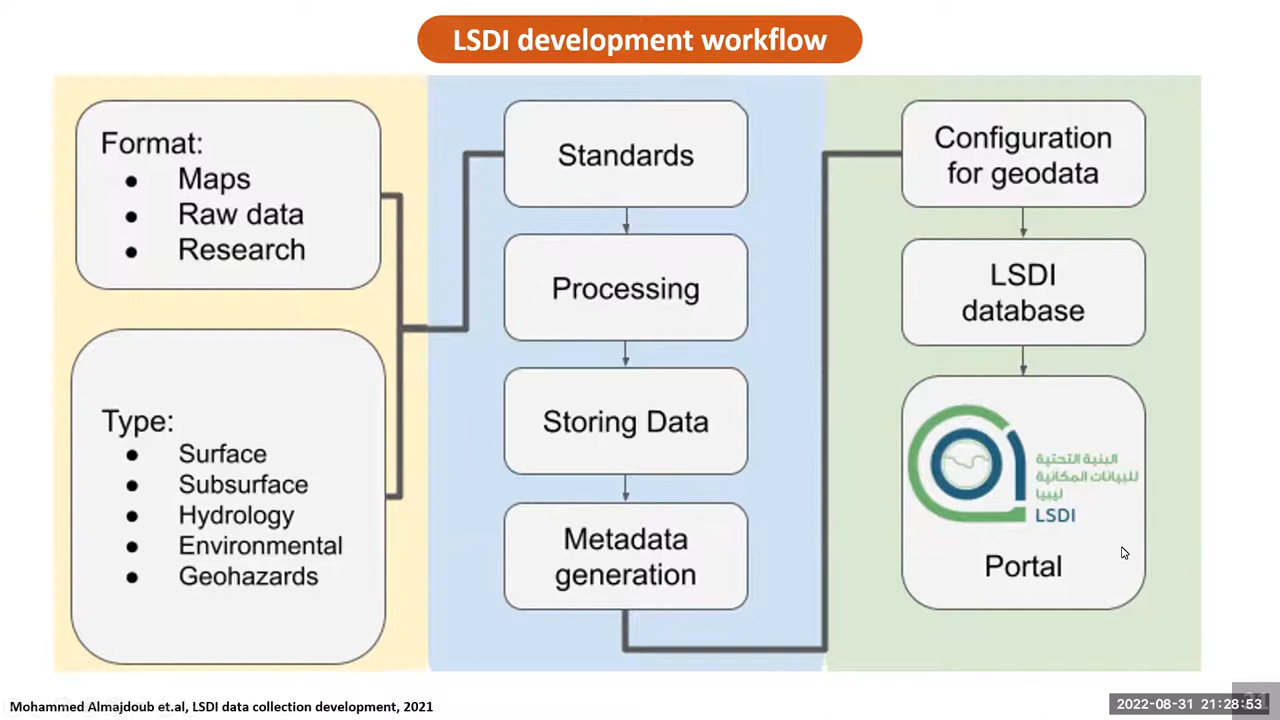 LSDI development workflow
Format:
● Maps
● Raw data
● Research
Type:
● Surface
● Subsurface
● Hydrology
● Environmental
● Geohazards
Standards
Processing
Storing Data
Metadata
generation
Configuration
for geodata
LSDI
database
البنية التحتية
للبيانات المكانية
ليبيا
LSDI
Portal
Mohammed Almajdoub et.al, LSDI data collection development, 2021
2022-08-31 21:28:53